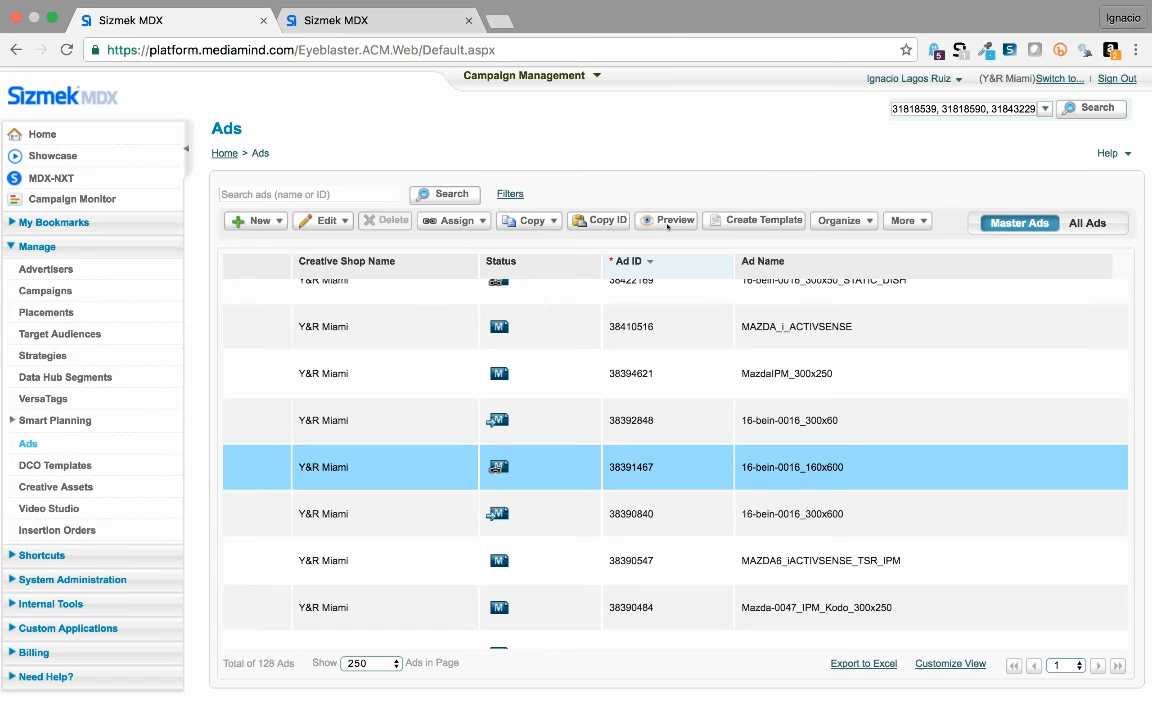 Sizmek MDX
Sizmek MDX
Ignacio
https://platform.mediamind.com/Eyeblaster.ACM.Web/Default.aspx
5
2
Campaign Management
Ignacio Lagos Ruiz (Y&R Miami) Switch to... | Sign Out
Sizmek MDX
31818539, 31818590, 31843229
Search
Home
Showcase
MDX-NXT
Campaign Monitor
My Bookmarks
Manage
Advertisers
Campaigns
Placements
Target Audiences
Strategies
Data Hub Segments
VersaTags
Smart Planning
Ads
DCO Templates
Creative Assets
Video Studio
Insertion Orders
Shortcuts
System Administration
Internal Tools
Custom Applications
Billing
Need Help?
Ads
Home > Ads
Help
Search ads (name or ID) Search Filters
New Edit Delete Assign Copy Copy ID Preview Create Template Organize More Master Ads All Ads
Creative Shop Name Status * Ad ID Ad Name
Y&R Miami 38422169 16-bein-0016_300x50_STATIC_DISH
Y&R Miami M 38410516 MAZDA_i_ACTIVSENSE
Y&R Miami M 38394621 MazdaIPM_300x250
Y&R Miami M 38392848 16-bein-0016_300x60
Y&R Miami M 38391467 16-bein-0016_160x600
Y&R Miami M 38390840 16-bein-0016_300x600
Y&R Miami M 38390547 MAZDA6_iACTIVSENSE_TSR_IPM
Y&R Miami M 38390484 Mazda-0047_IPM_Kodo_300x250
Total of 128 Ads Show 250 Ads in Page Export to Excel Customize View 1